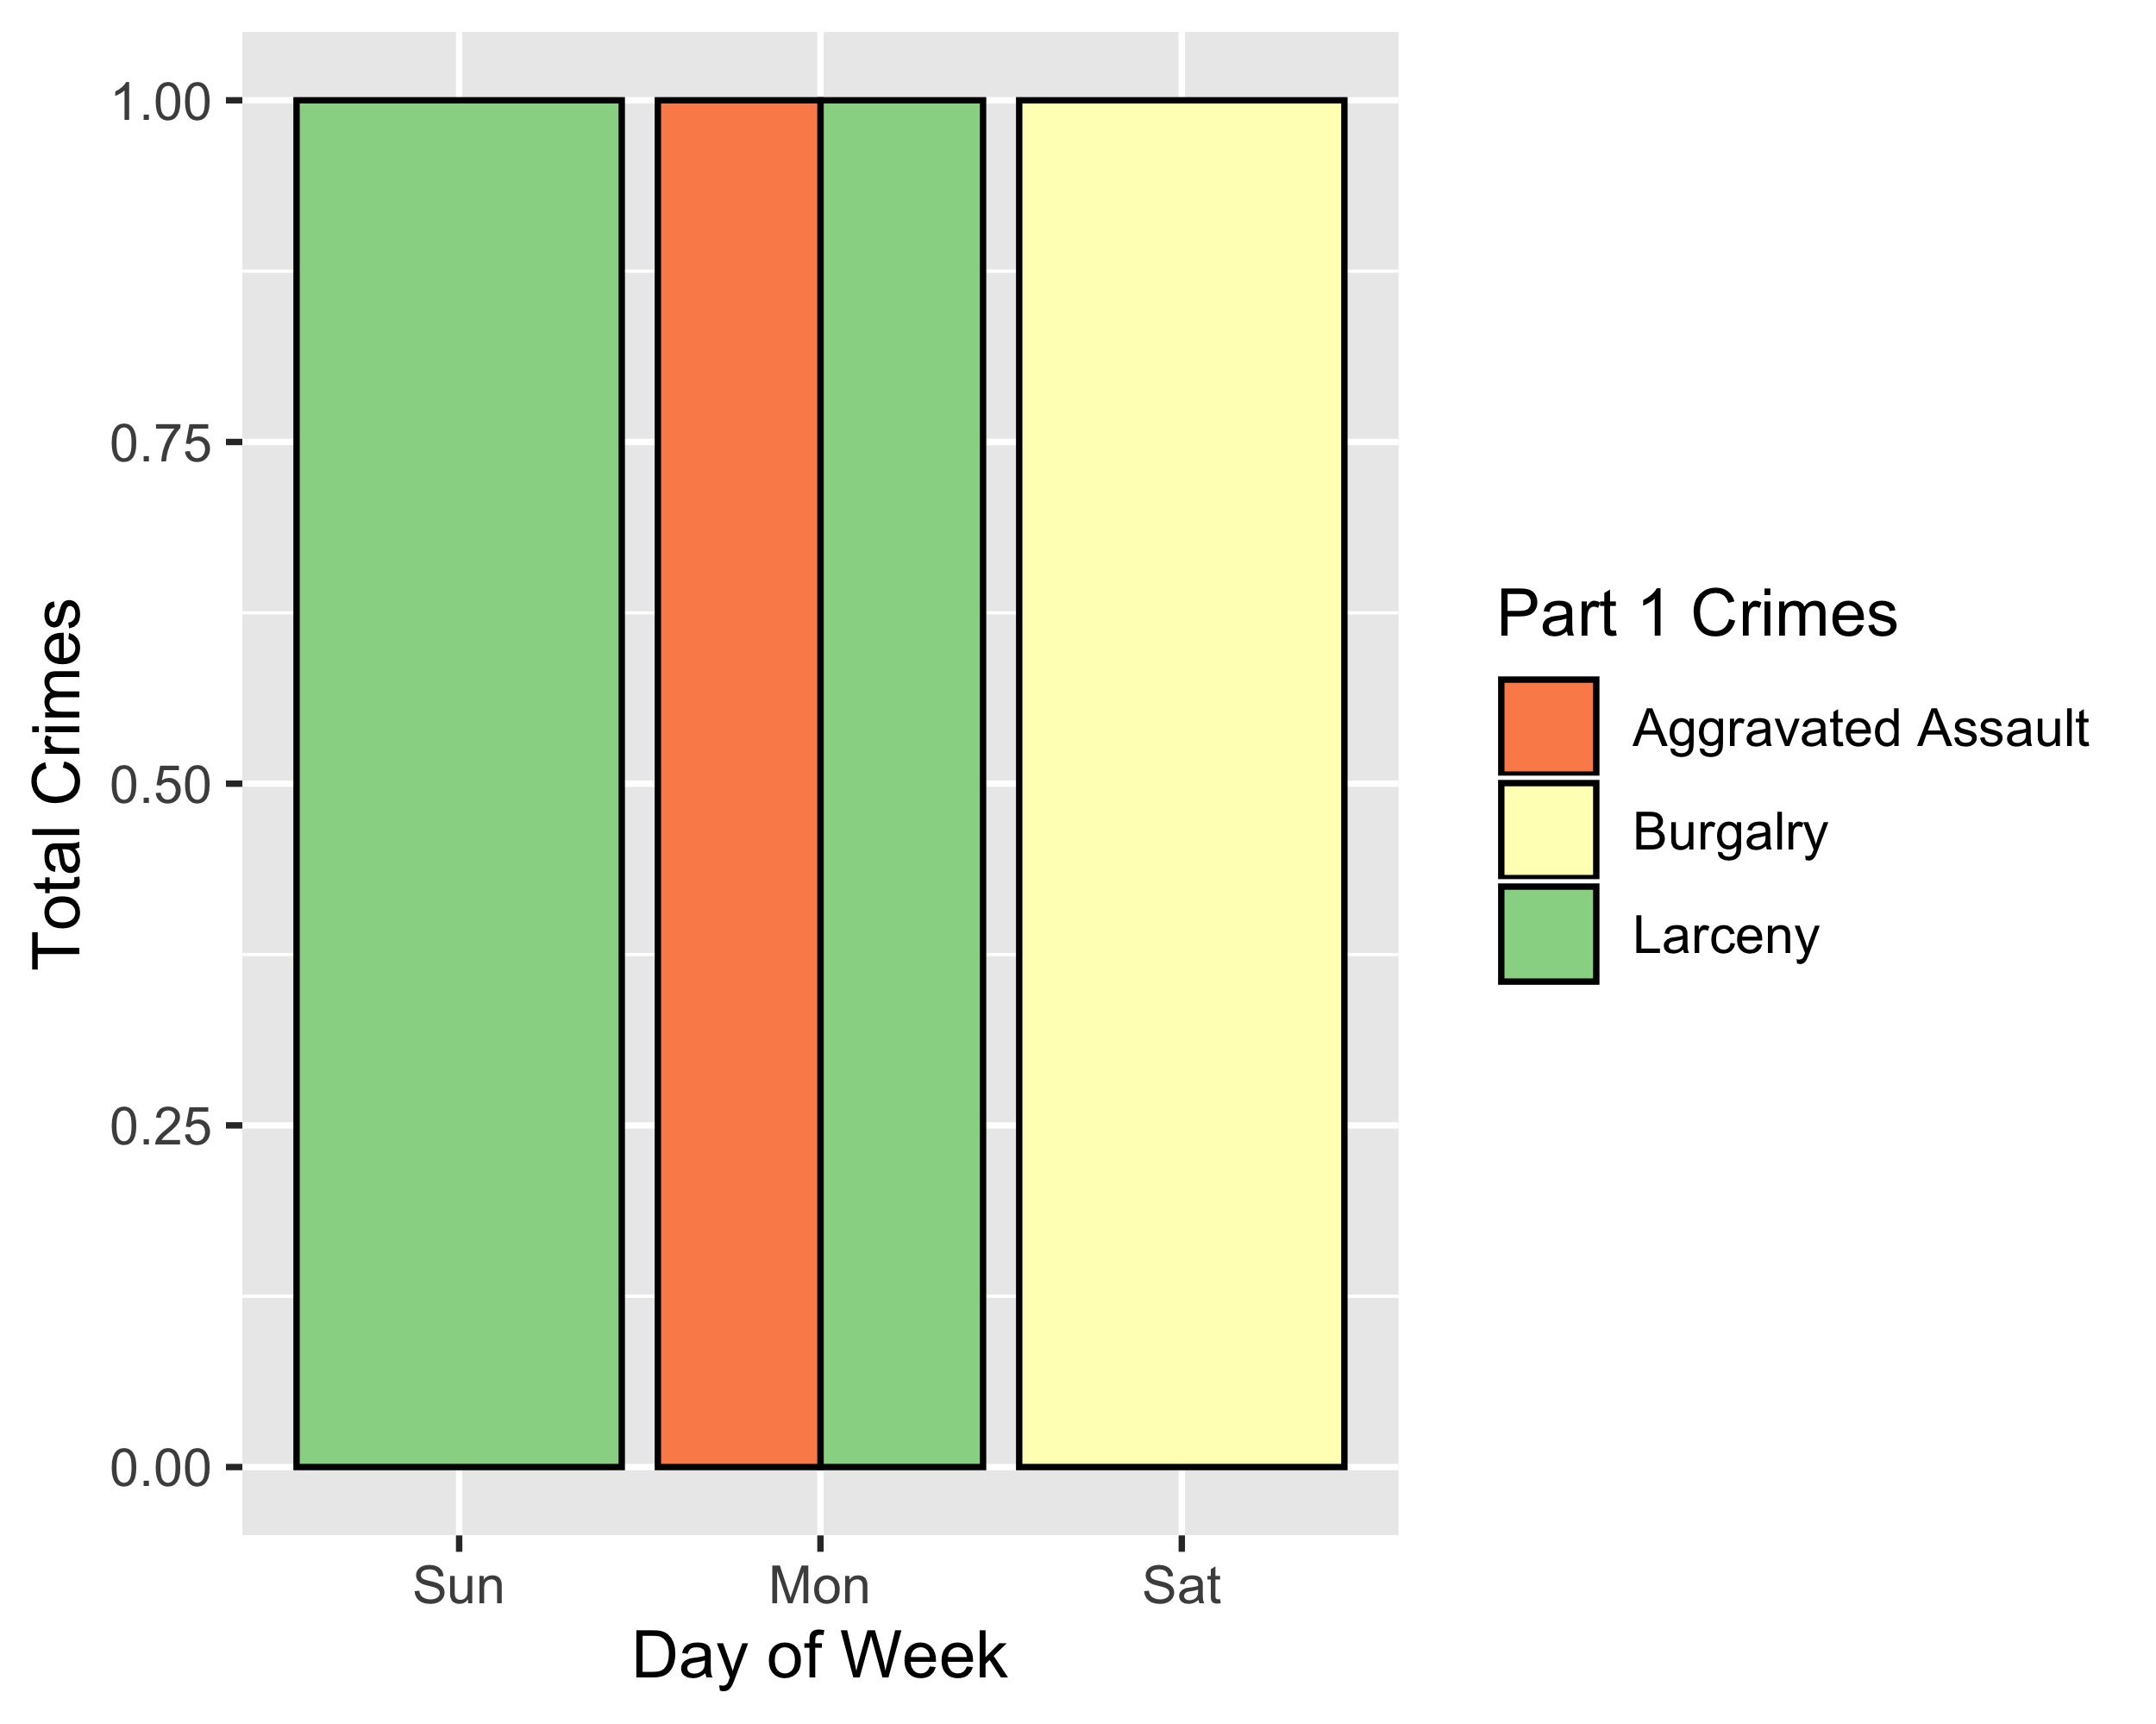 1.00
0.75
0.50
0.25
0.00
Total Crimes
Sun Mon Sat
Day of Week
Part 1 Crimes
Aggravated Assault
Burgalry
Larceny